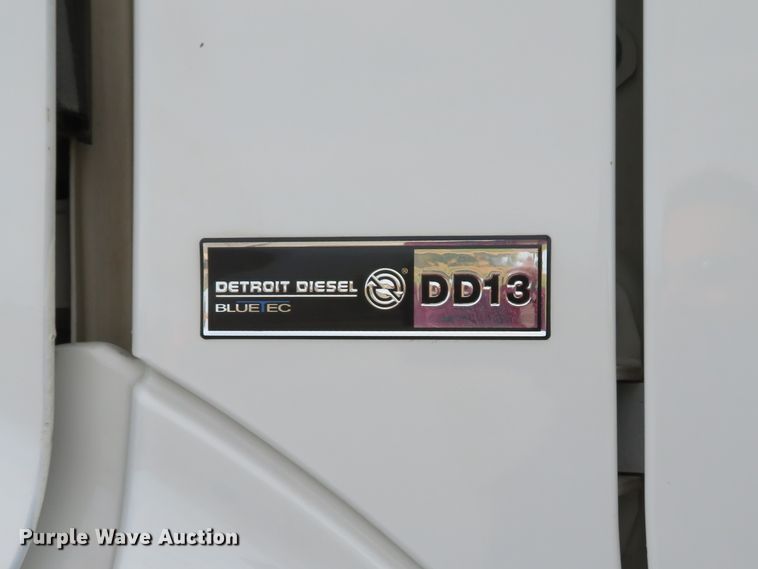 DETROIT DIESEL ® DD13
BLUETEC
Purple Wave Auction